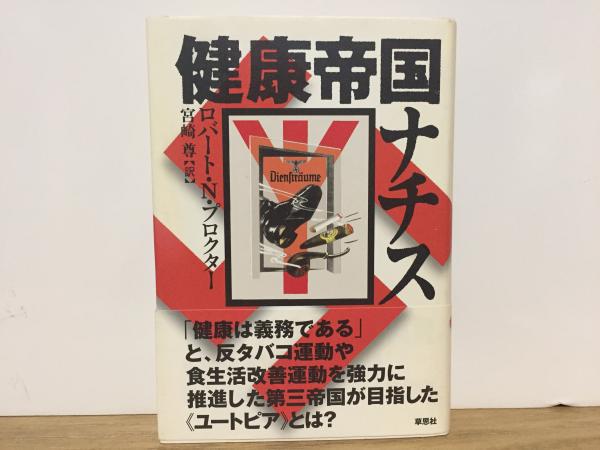 健康帝国
ナチス
ロバート・N・プロクター
宮崎 尊【訳】
Diensträume
「健康は義務である」
と、反タバコ運動や
食生活改善運動を強力に
推進した第三帝国が目指した
《ユートピア》とは?
草思社